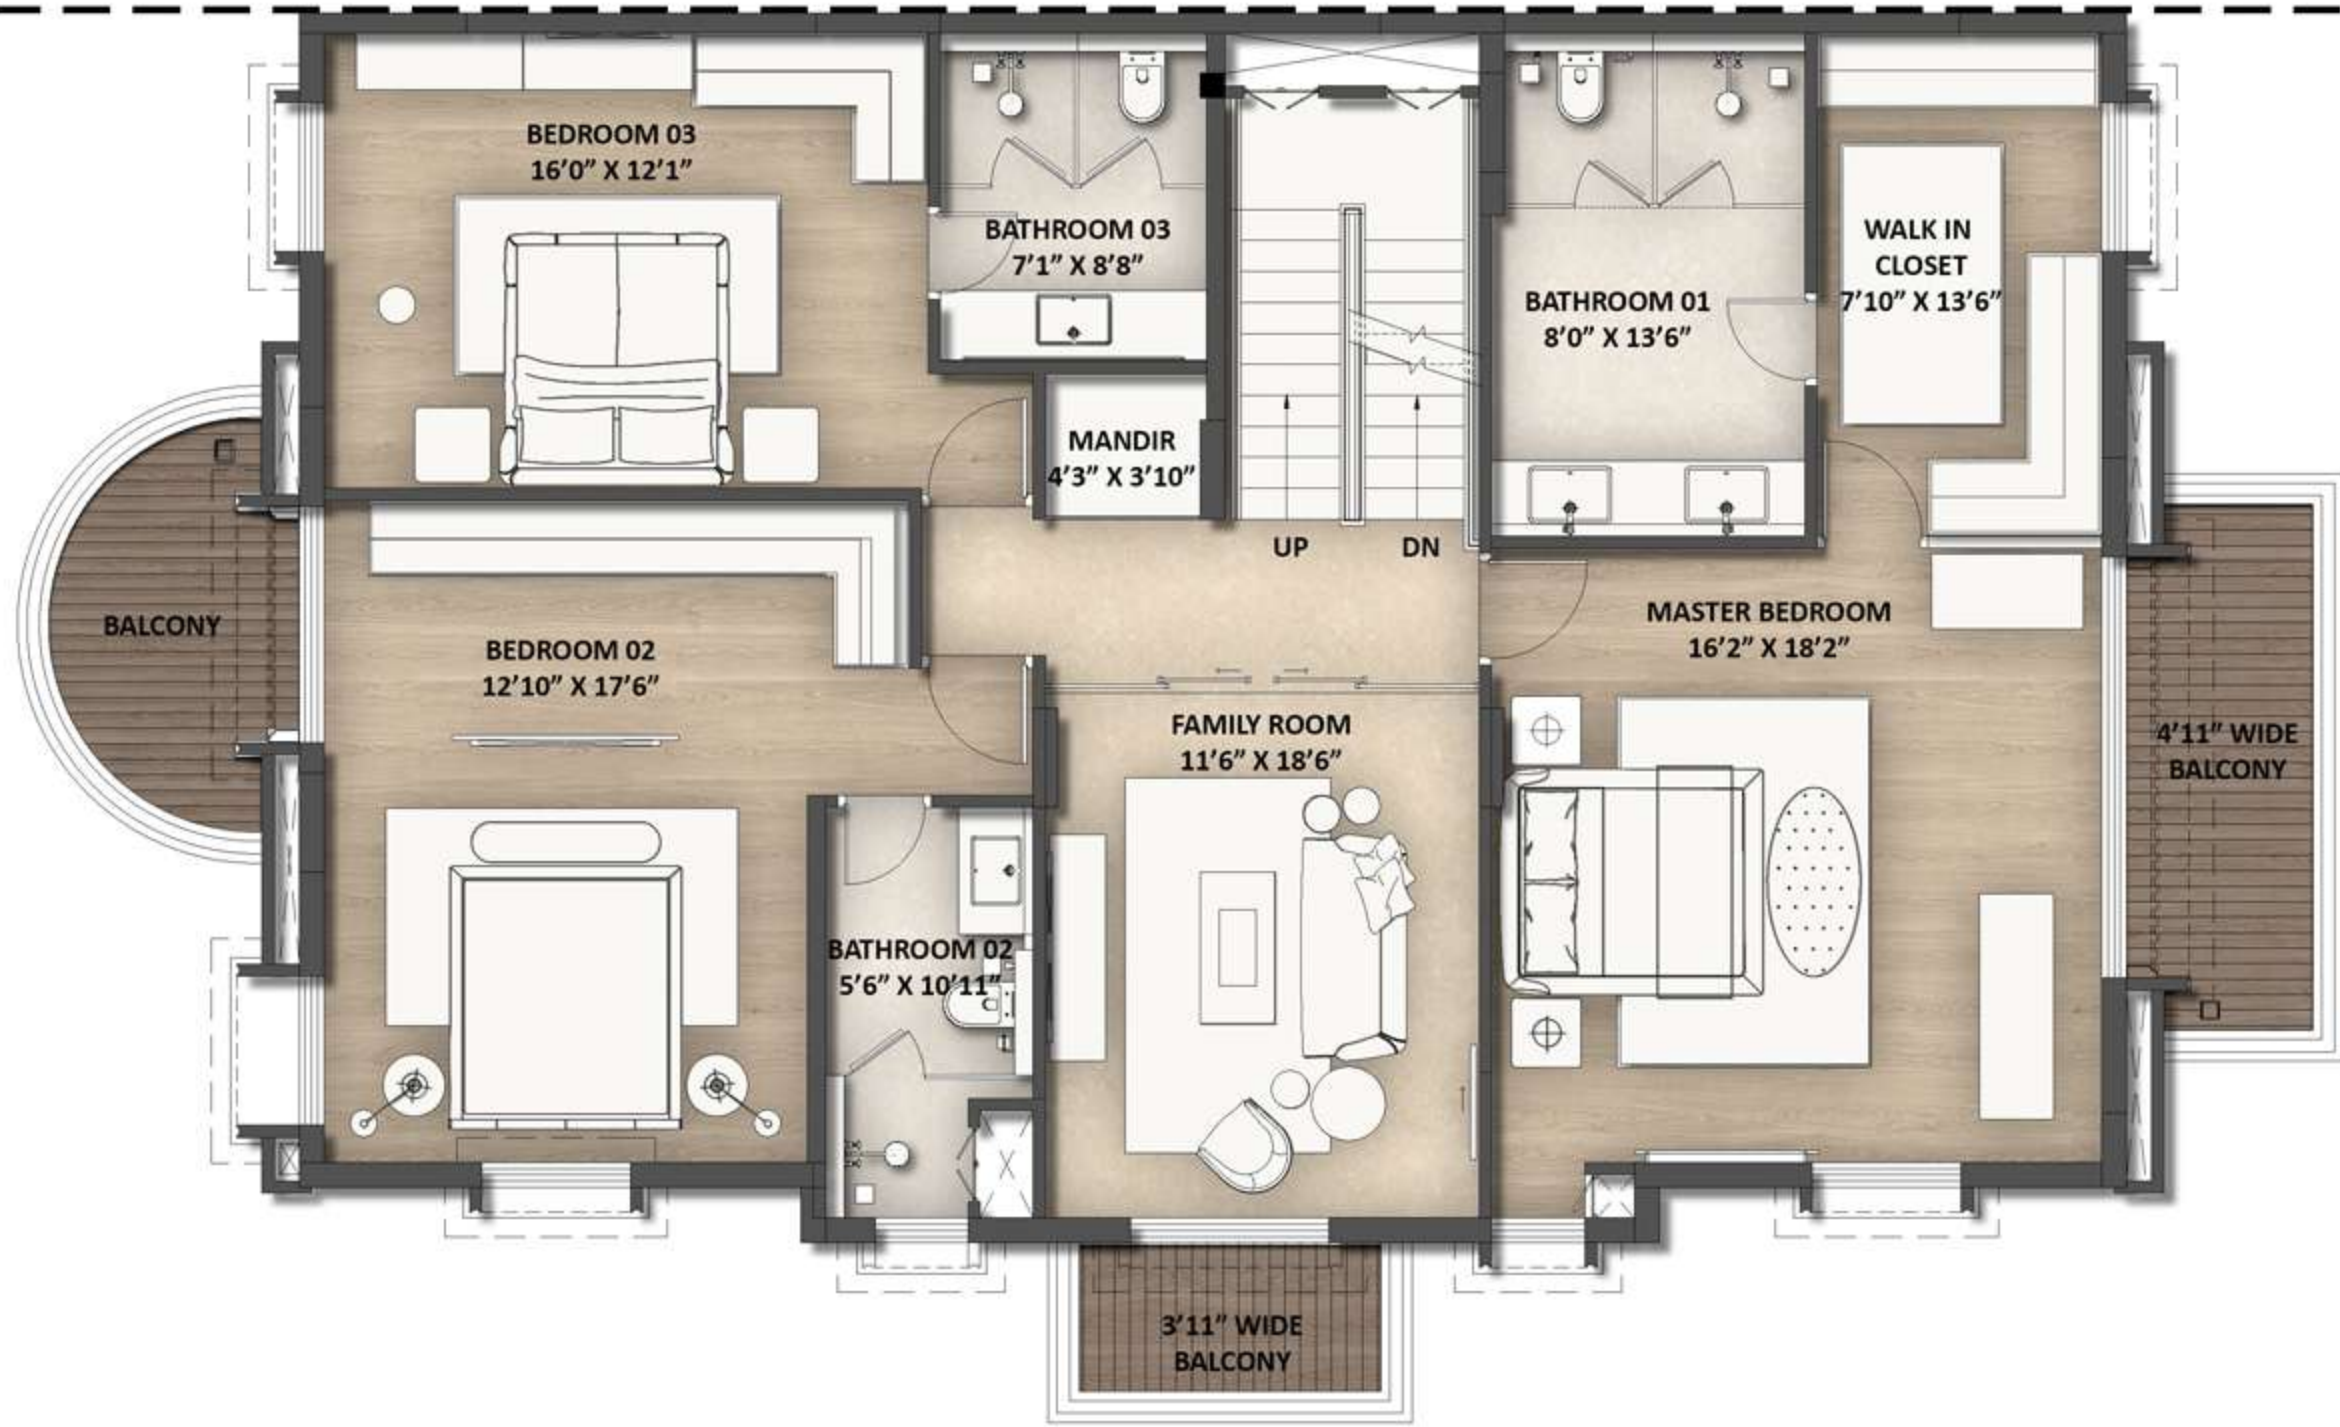 BEDROOM 03
16’0” X 12’1”
BATHROOM 03
7’1” X 8’8”
MANDIR
4’3” X 3’10”
UP
DN
BATHROOM 01
8’0” X 13’6”
WALK IN
CLOSET
7’10” X 13’6”
BALCONY
BEDROOM 02
12’10” X 17’6”
MASTER BEDROOM
16’2” X 18’2”
FAMILY ROOM
11’6” X 18’6”
4’11” WIDE
BALCONY
BATHROOM 02
5’6” X 10’11”
3’11” WIDE
BALCONY